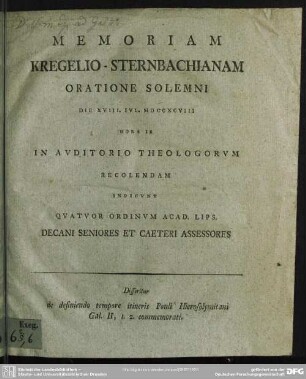 MEMORIAM
KREGELIO-STERNBACHIANAM
ORATIONE SOLEMNI
DIE XVIII. IVL. MDCCXCVIII
HORA IX
IN AVDITORIO THEOLOGORVM
RECOLENDAM
INDICVNT
QVATVOR ORDINVM ACAD. LIPS.
DECANI SENIORES ET CAETERI ASSESSORES
Disseritur
de definiendo tempore itineris Pauli Hierosolymitani
Gal. II, 1. 2. commemorati.
Exeg.